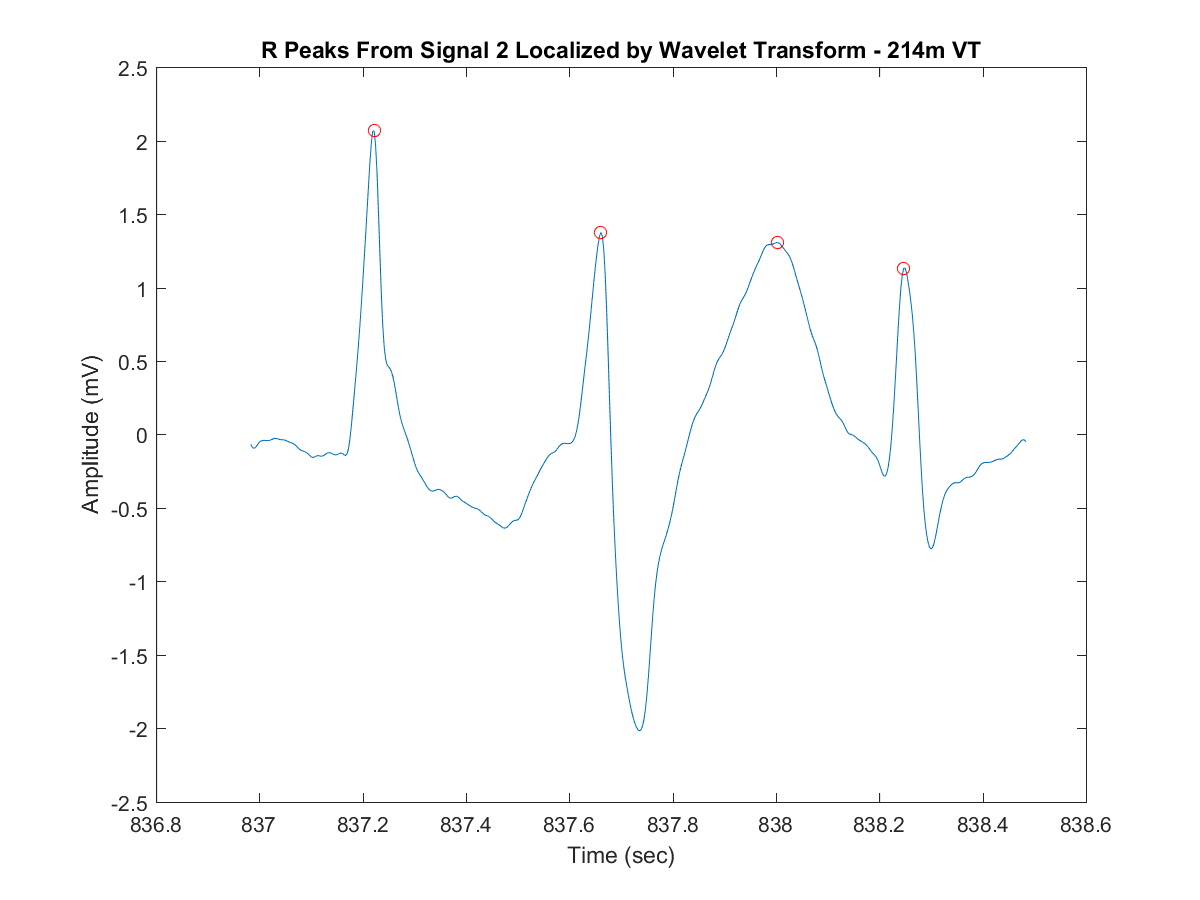 R Peaks From Signal 2 Localized by Wavelet Transform - 214m VT
2.5
2
1.5
1
0.5
0
-0.5
-1
-1.5
-2
-2.5
Amplitude (mV)
836.8 837 837.2 837.4 837.6 837.8 838 838.2 838.4 838.6
Time (sec)